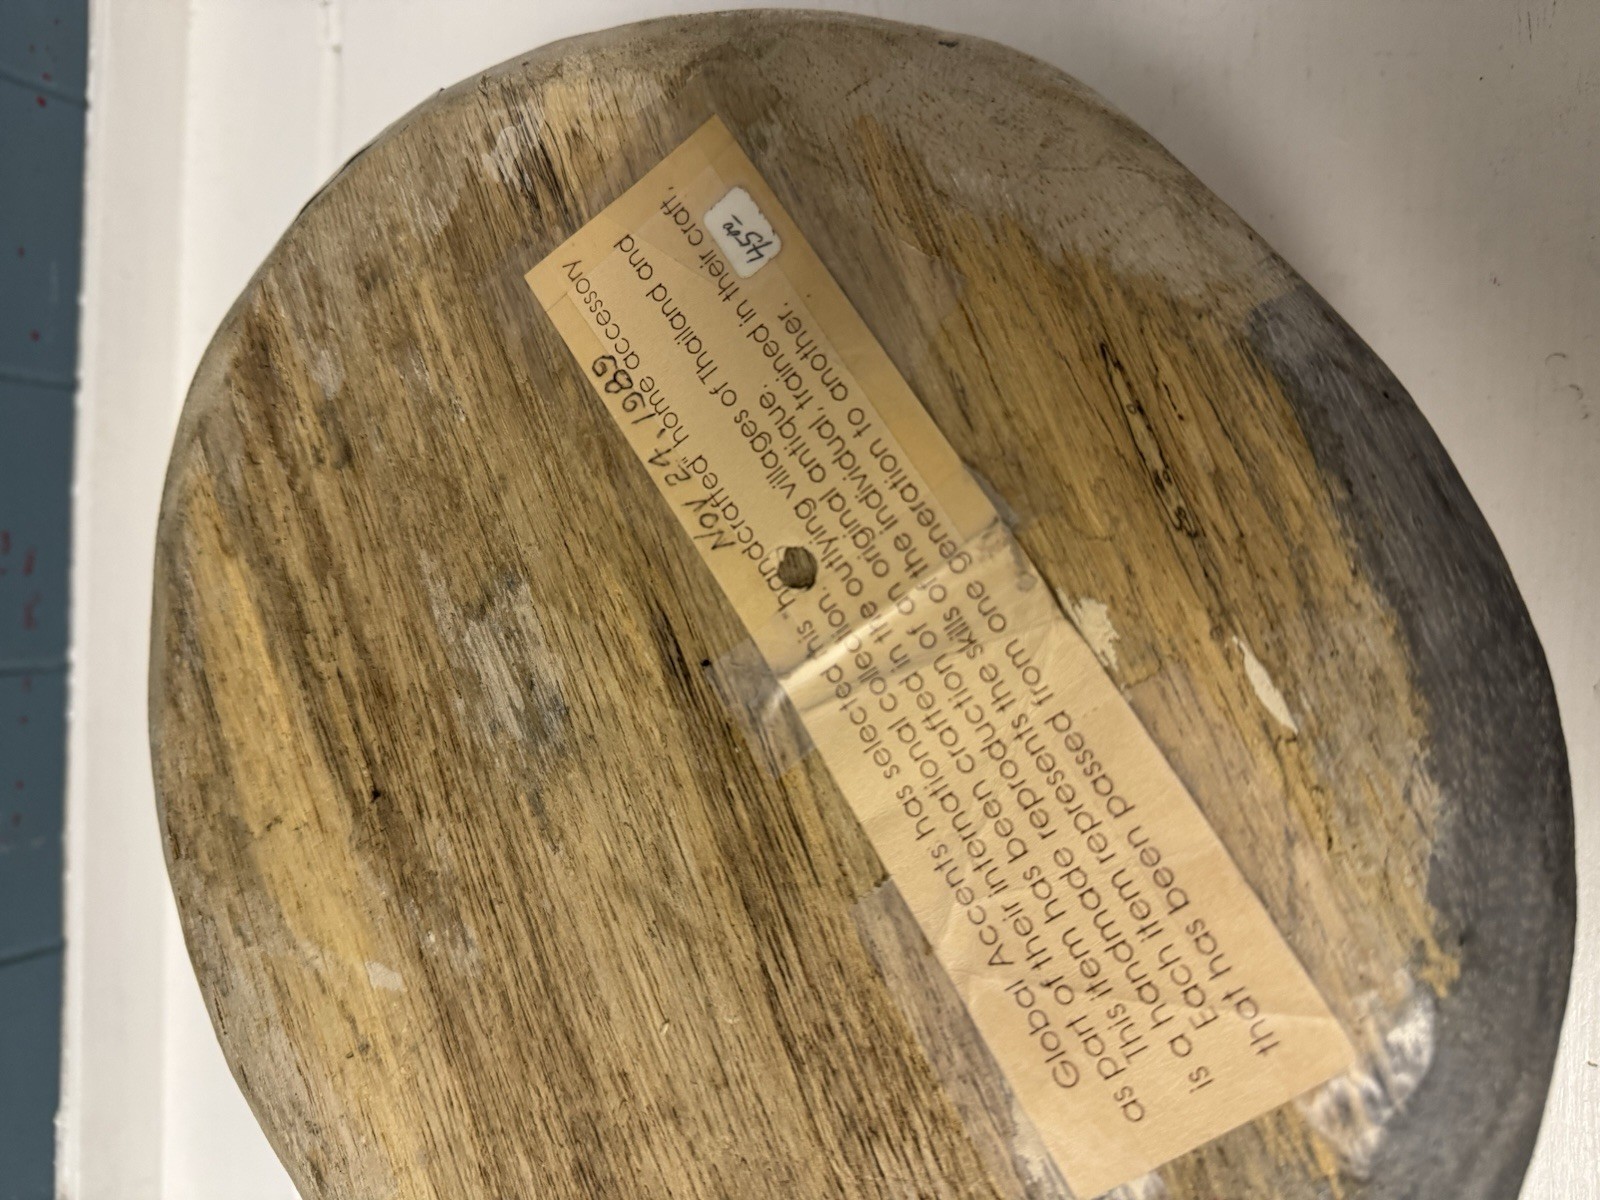 Nov 21, 1989
Global Accents has selected this "handcrafted" home accessory
as part of their international collection.
This item has been crafted in the outlying villages of Thailand and
is a handmade reproduction of an original antique.
Each item represents the skills of the individual, trained in their craft,
that has been passed from one generation to another.